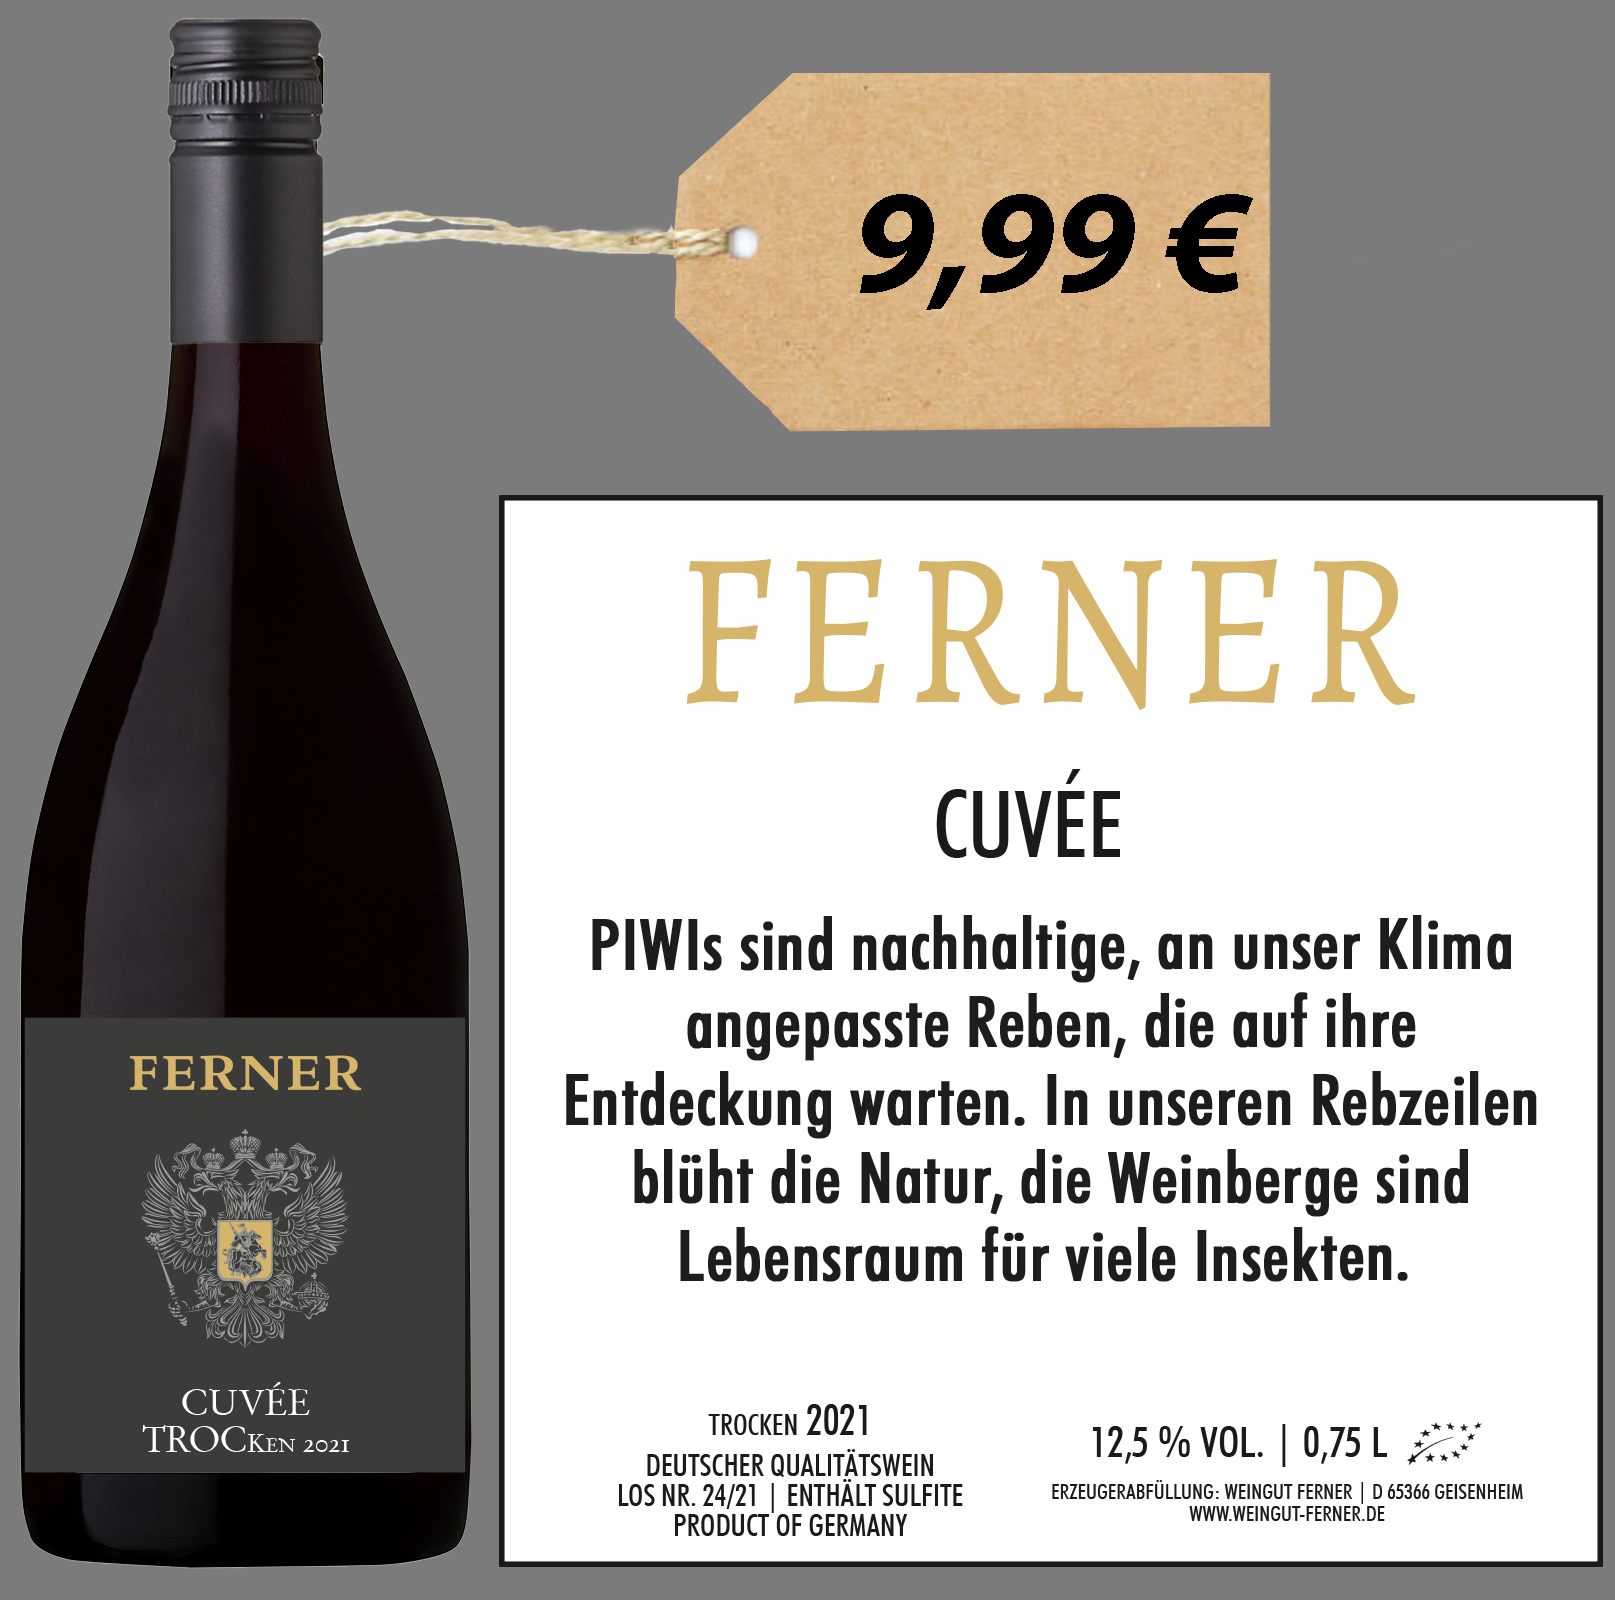 9,99 €
FERNER
CUVÉE
PIWIs sind nachhaltige, an unser Klima
angepasste Reben, die auf ihre
Entdeckung warten. In unseren Rebzeilen
blüht die Natur, die Weinberge sind
Lebensraum für viele Insekten.
TROCKEN 2021
DEUTSCHER QUALITÄTSWEIN
LOS NR. 24/21 | ENTHÄLT SULFITE
PRODUCT OF GERMANY
12,5 % VOL. | 0,75 L
ERZEUGERABFÜLLUNG: WEINGUT FERNER | D 65366 GEISENHEIM
WWW.WEINGUT-FERNER.DE
FERNER
CUVÉE
TROCKEN 2021